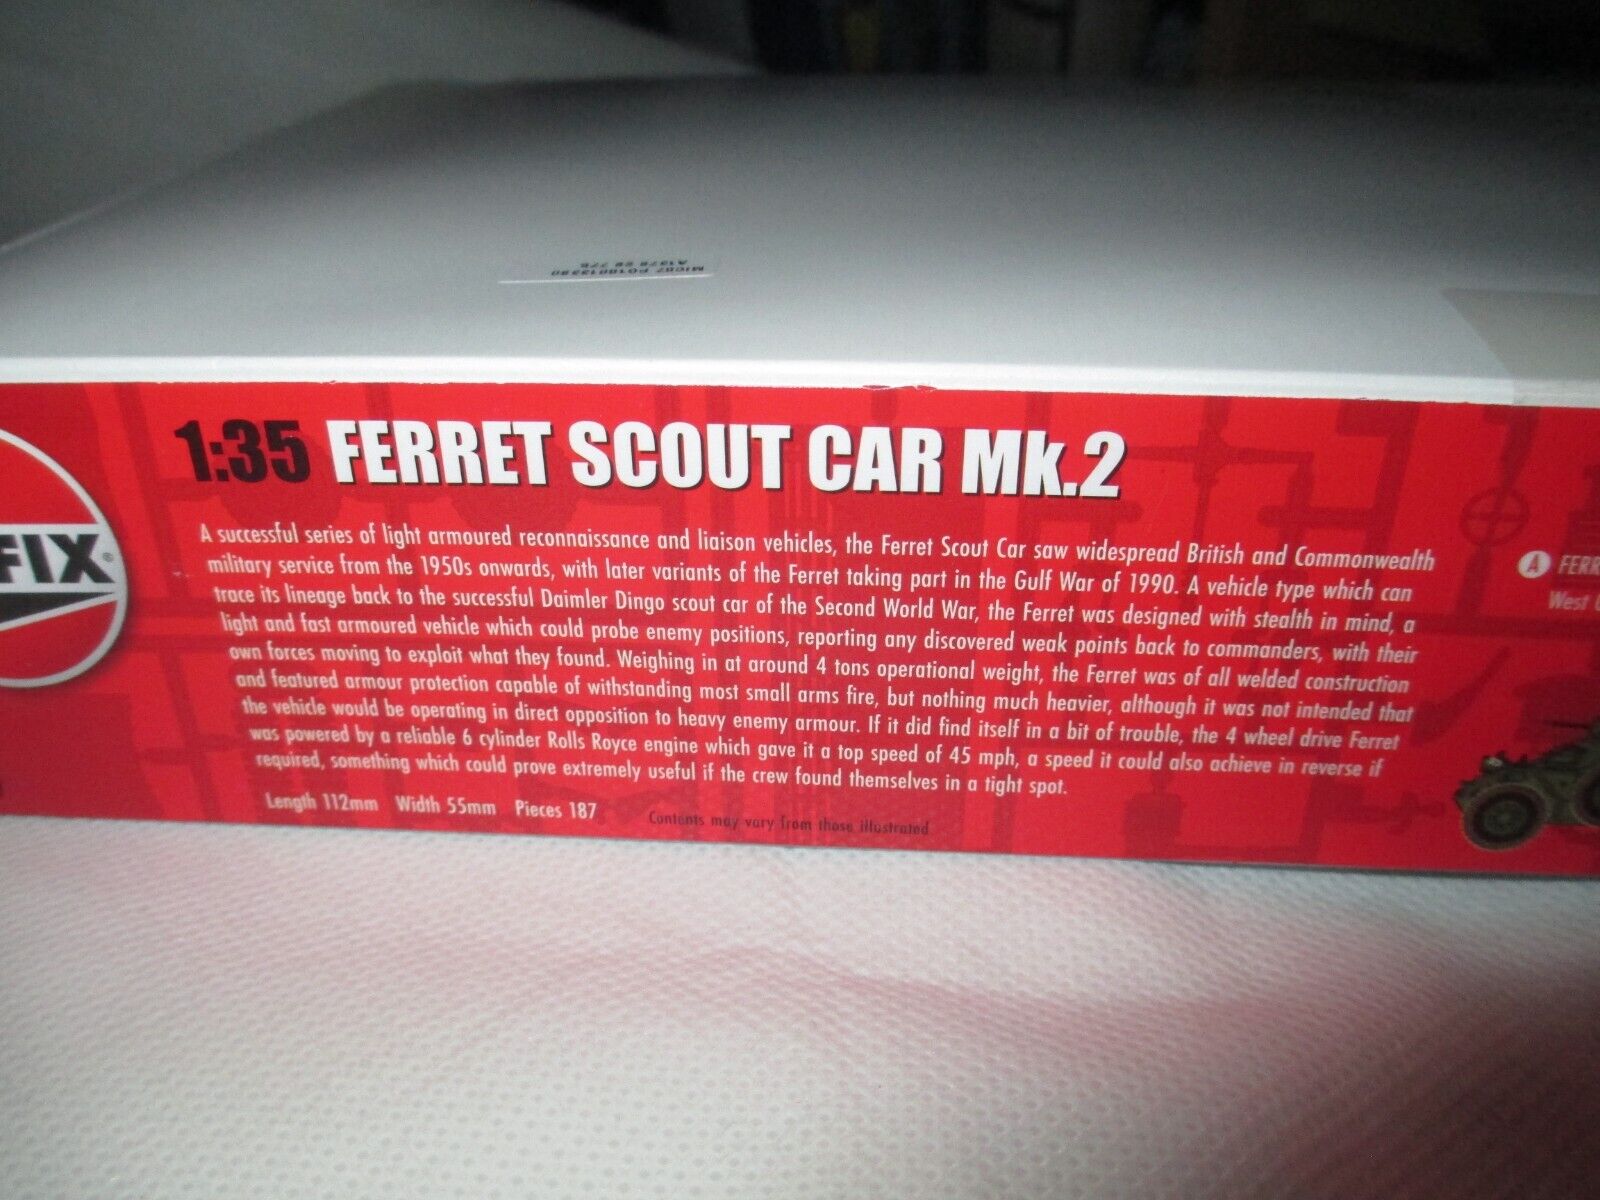 1:35 FERRET SCOUT CAR Mk.2
A successful series of light armoured reconnaissance and liaison vehicles, the Ferret Scout Car saw widespread British and Commonwealth
military service from the 1950s onwards, with later variants of the Ferret taking part in the Gulf War of 1990. A vehicle type which can
trace its lineage back to the successful Daimler Dingo scout car of the Second World War, the Ferret was designed with stealth in mind, a
light and fast armoured vehicle which could probe enemy positions, reporting any discovered weak points back to commanders, with their
own forces moving to exploit what they found. Weighing in at around 4 tons operational weight, the Ferret was of all welded construction
and featured armour protection capable of withstanding most small arms fire, but nothing much heavier, although it was not intended that
the vehicle would be operating in direct opposition to heavy enemy armour. If it did find itself in a bit of trouble, the 4 wheel drive Ferret
was powered by a reliable 6 cylinder Rolls Royce engine which gave it a top speed of 45 mph, a speed it could also achieve in reverse if
required, something which could prove extremely useful if the crew found themselves in a tight spot.
Length 112mm Width 55mm Pieces 187
Contents may vary from those illustrated
FIX®
A FERR
West